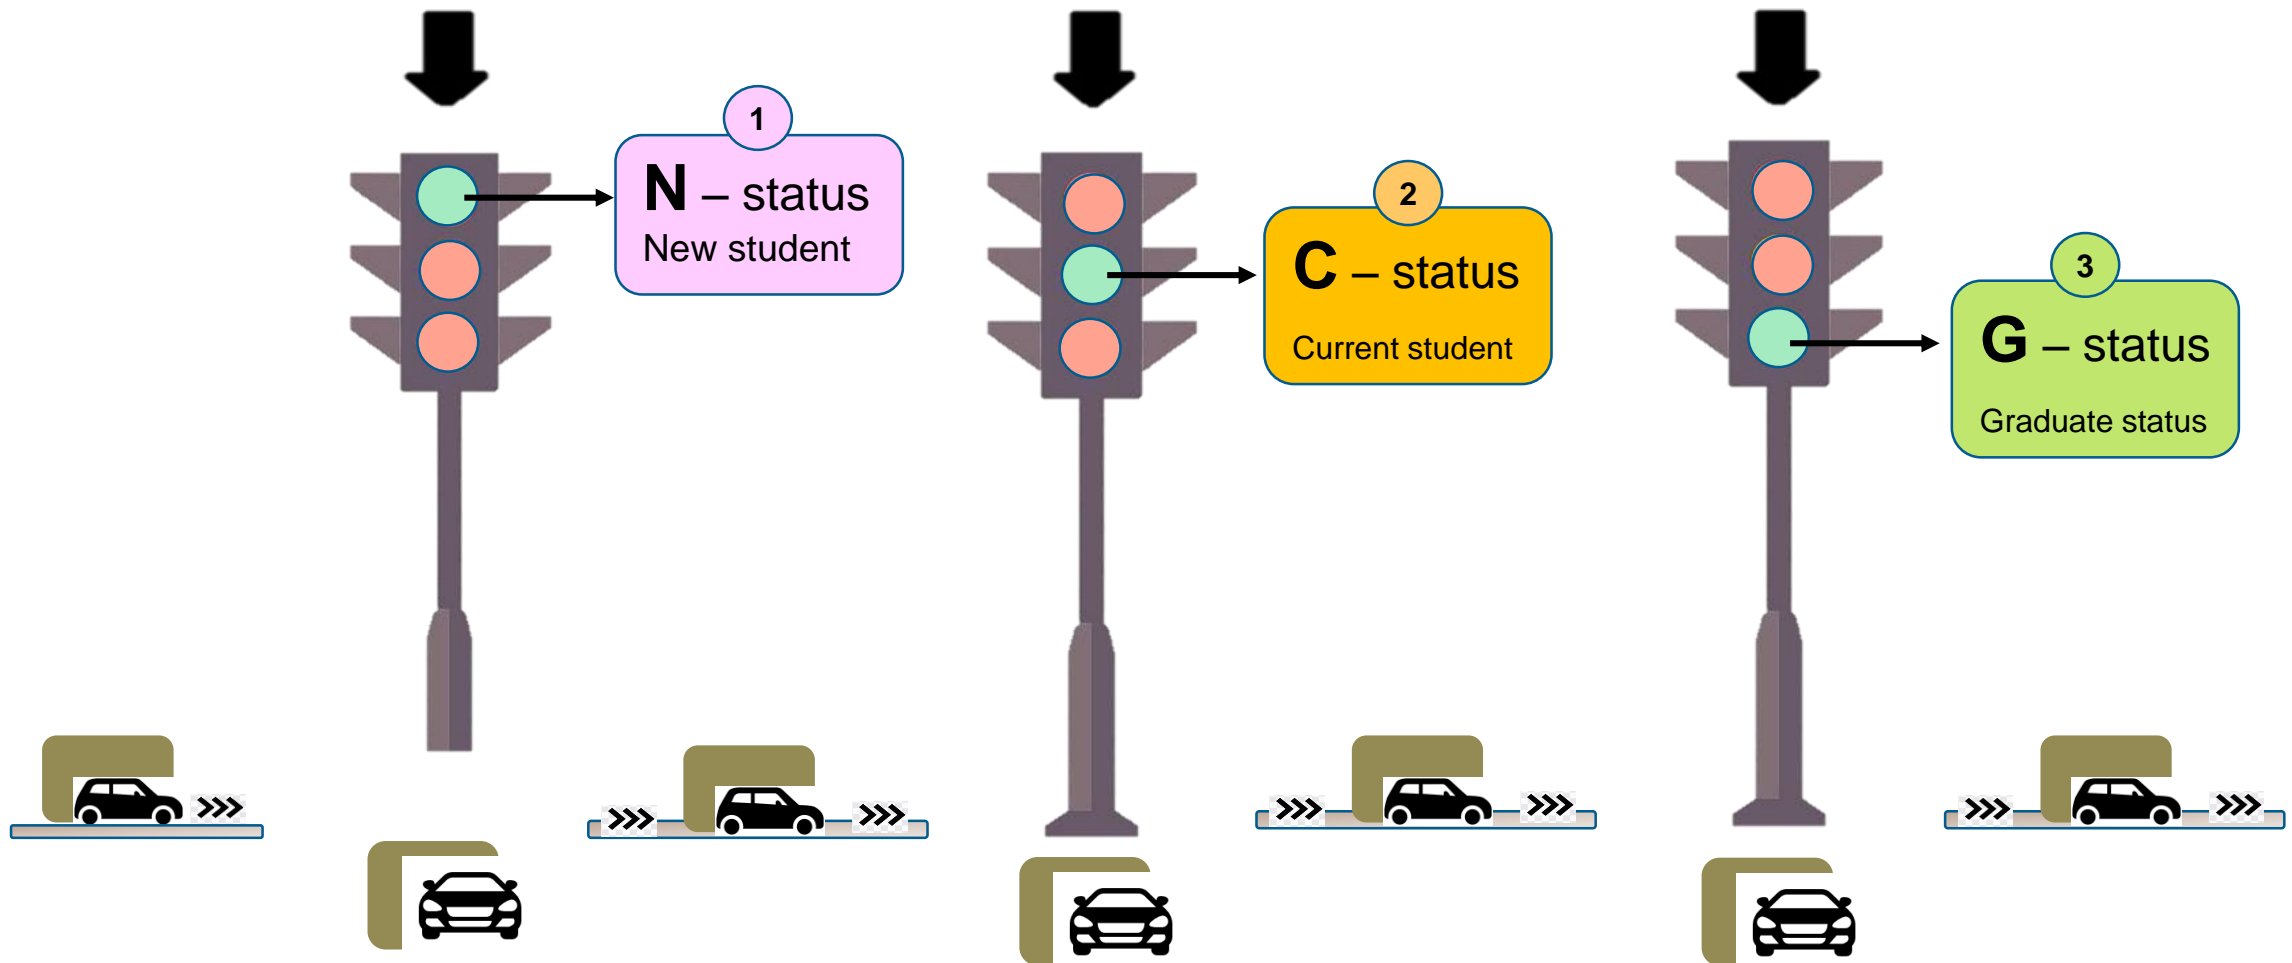 1
N – status
New student
2
C – status
Current student
3
G – status
Graduate status